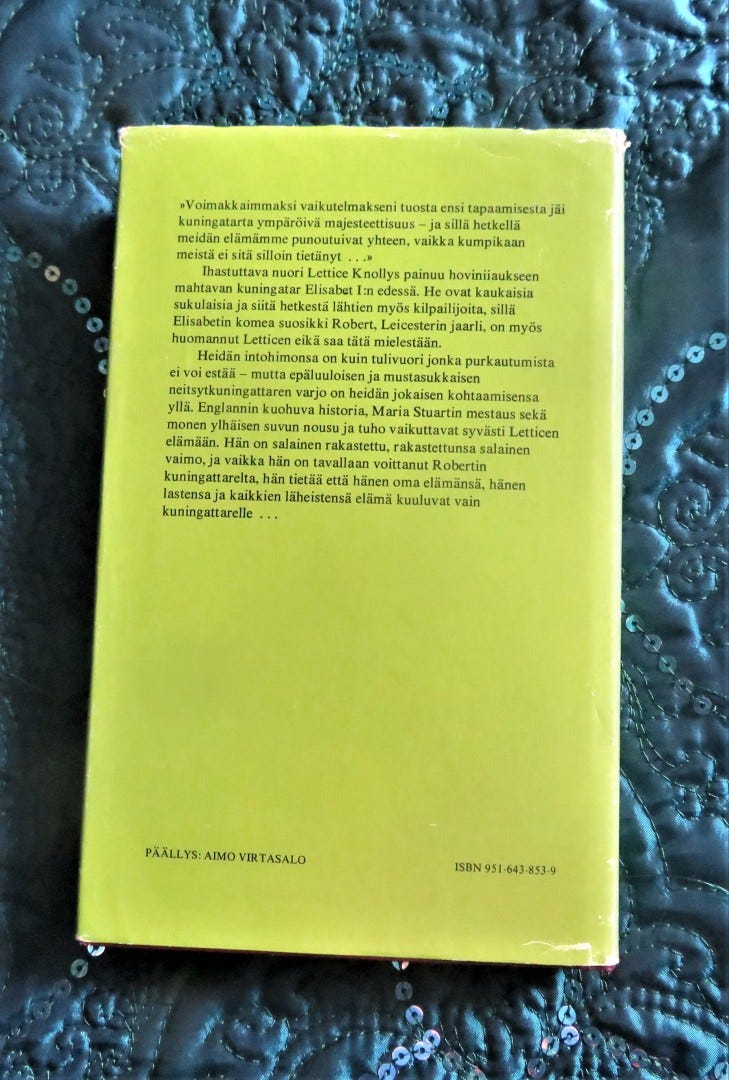 »Voimakkaimmaksi vaikutelmakseni tuosta ensi tapaamisesta jäi
kuningatarta ympäröivä majesteettisuus – ja sillä hetkellä
meidän elämämme punoutuivat yhteen, vaikka kumpikaan
meistä ei sitä silloin tietänyt . . .»
Ihastuttava nuori Lettice Knollys painuu hoviniiaukseen
mahtavan kuningatar Elisabet I:n edessä. He ovat kaukaisia
sukulaisia ja siitä hetkestä lähtien myös kilpailijoita, sillä
Elisabetin komea suosikki Robert, Leicesterin jaarli, on myös
huomannut Letticen eikä saa tätä mielestään.
Heidän intohimonsa on kuin tulivuori jonka purkautumista
ei voi estää – mutta epäluuloisen ja mustasukkaisen
neitsytkuningattaren varjo on heidän jokaisen kohtaamisensa
yllä. Englannin kuohuva historia, Maria Stuartin mestaus sekä
monen ylhäisen suvun nousu ja tuho vaikuttavat syvästi Letticen
elämään. Hän on salainen rakastettu, rakastettunsa salainen
vaimo, ja vaikka hän on tavallaan voittanut Robertin
kuningattarelta, hän tietää että hänen oma elämänsä, hänen
lastensa ja kaikkien läheistensä elämä kuuluvat vain
kuningattarelle . . .
PÄÄLLYS: AIMO VIRTASALO
ISBN 951-643-853-9